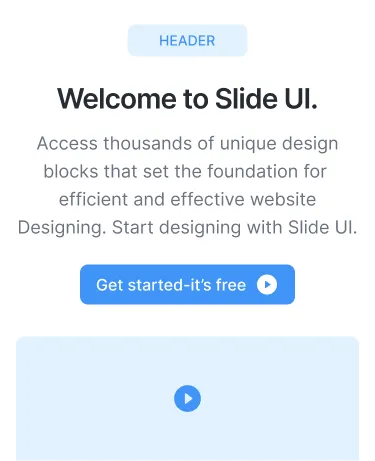 HEADER
Welcome to Slide UI.
Access thousands of unique design
blocks that set the foundation for
efficient and effective website
Designing. Start designing with Slide UI.
Get started-it’s free